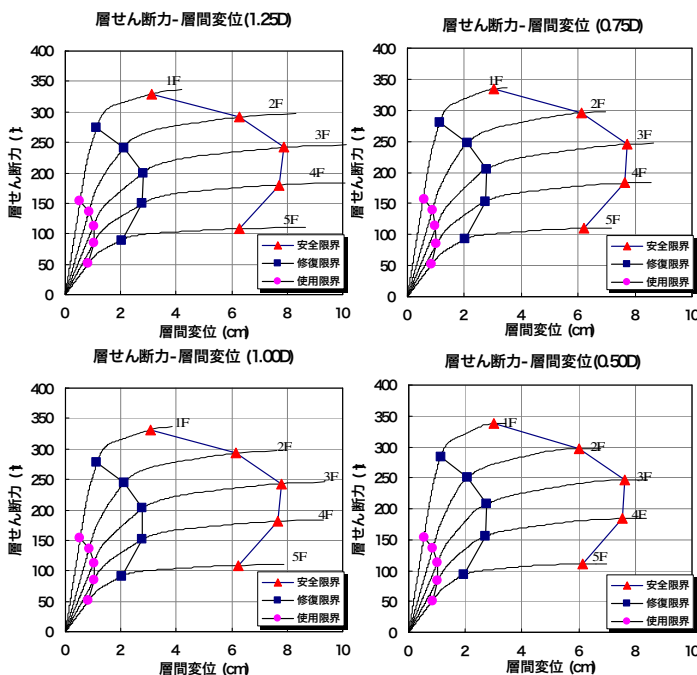 層せん断力-層間変位(1.25D)
層せん断力 (t
400
350
300
250
200
150
100
50
0
1F
2F
3F
4F
5F
安全限界
修復限界
使用限界
0 2 4 6 8 10
層間変位 (cm)
層せん断力-層間変位 (0.75D)
層せん断力 (t
400
350
300
250
200
150
100
50
0
1F
2F
3F
4F
5F
安全限界
修復限界
使用限界
0 2 4 6 8 10
層間変位 (cm)
層せん断力-層間変位 (1.00D)
層せん断力 (t
400
350
300
250
200
150
100
50
0
1F
2F
3F
4F
5F
安全限界
修復限界
使用限界
0 2 4 6 8 10
層間変位 (cm)
層せん断力-層間変位(0.50D)
層せん断力 (t
400
350
300
250
200
150
100
50
0
1F
2F
3F
4F
5F
安全限界
修復限界
使用限界
0 2 4 6 8 10
層間変位 (cm)